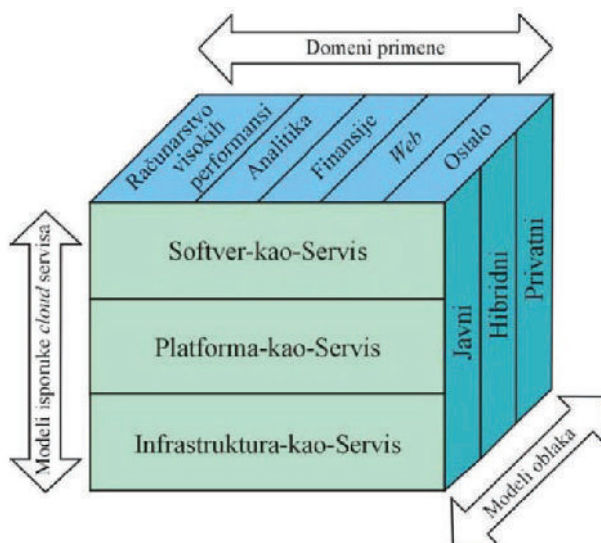 Domeni primene
Računarstvo
visokih
performansi
Analitika
Finansije
Web
Ostalo
Modeli isporuke cloud servisa
Softver-kao-Servis
Platforma-kao-Servis
Infrastruktura-kao-Servis
Javni
Hibridni
Privatni
Modeli oblaka